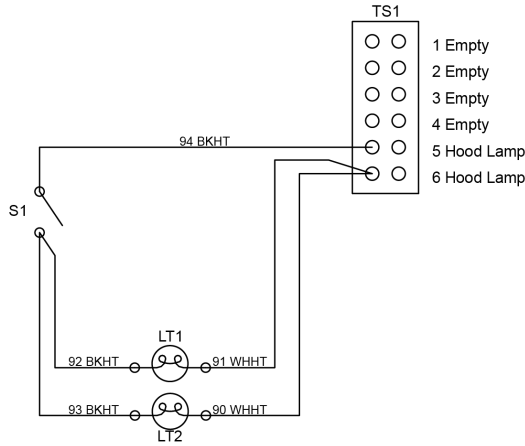 TS1
1 Empty
2 Empty
3 Empty
4 Empty
94 BKHT
5 Hood Lamp
6 Hood Lamp
S1
LT1
92 BKHT
91 WHHT
93 BKHT
90 WHHT
LT2